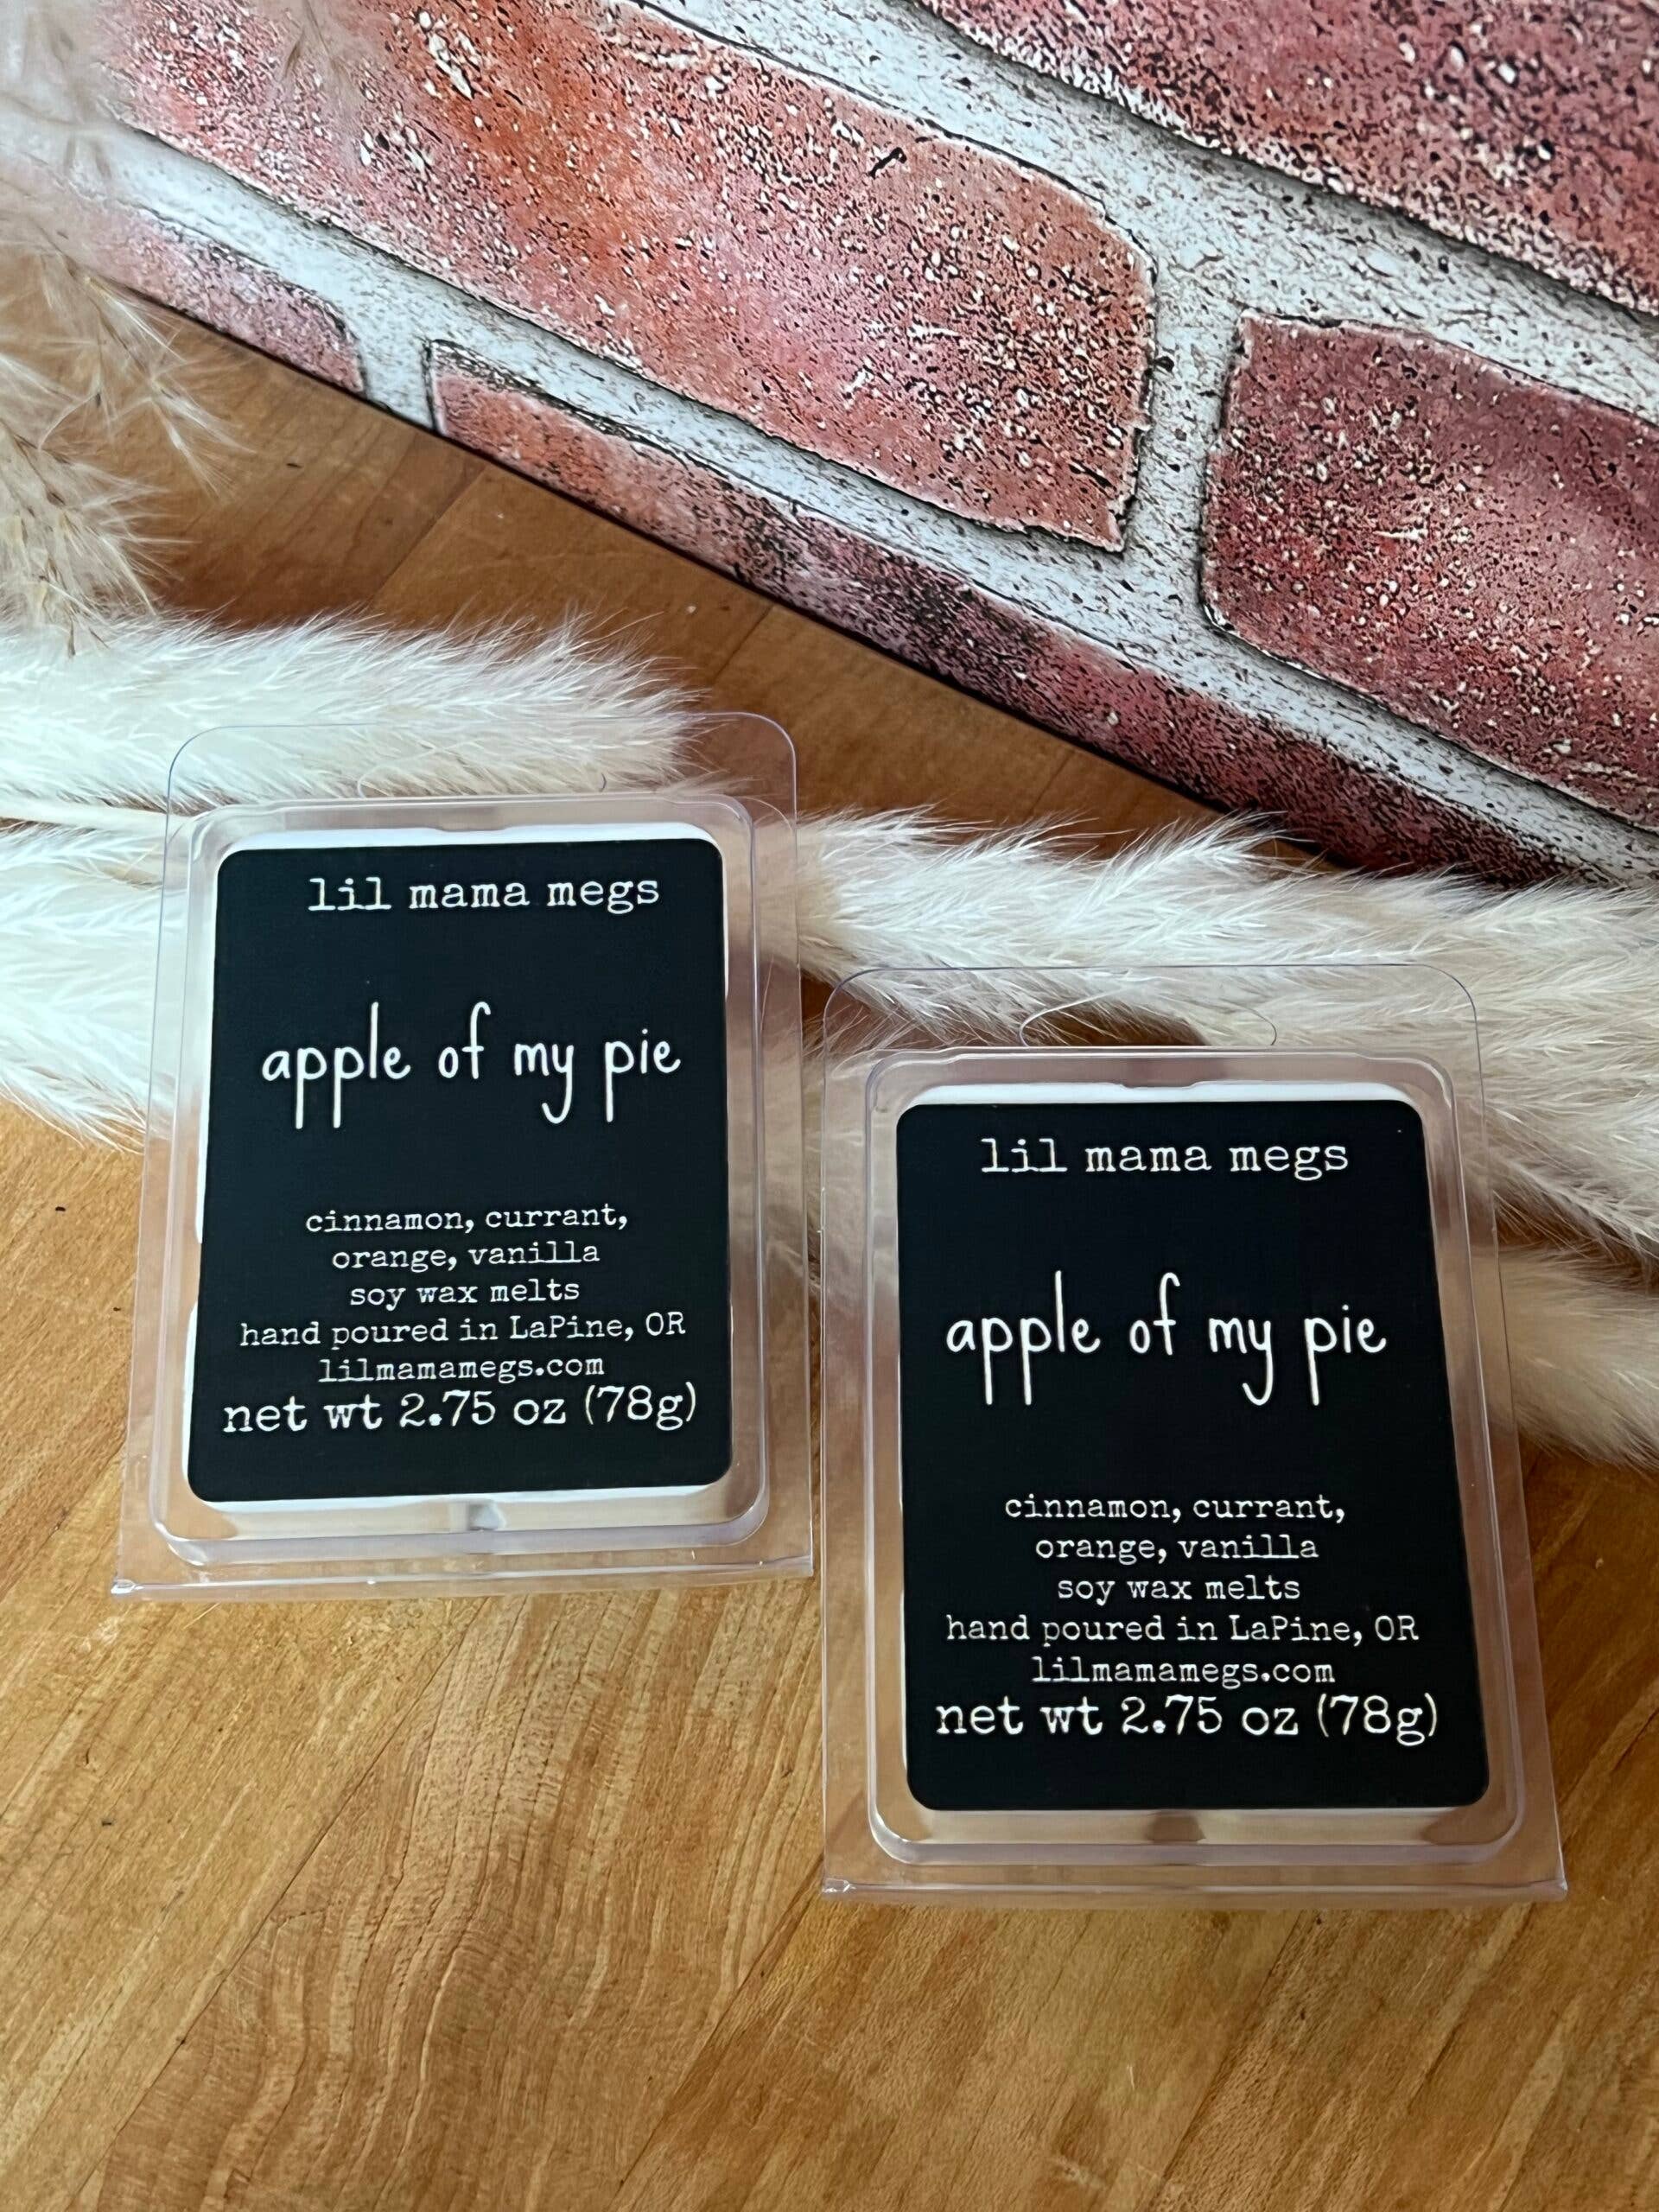 lil mama megs
apple of my pie
cinnamon, currant,
orange, vanilla
soy wax melts
hand poured in LaPine, OR
lilmamamegs.com
net wt 2.75 oz (78g)
lil mama megs
apple of my pie
cinnamon, currant,
orange, vanilla
soy wax melts
hand poured in LaPine, OR
lilmamamegs.com
net wt 2.75 oz (78g)